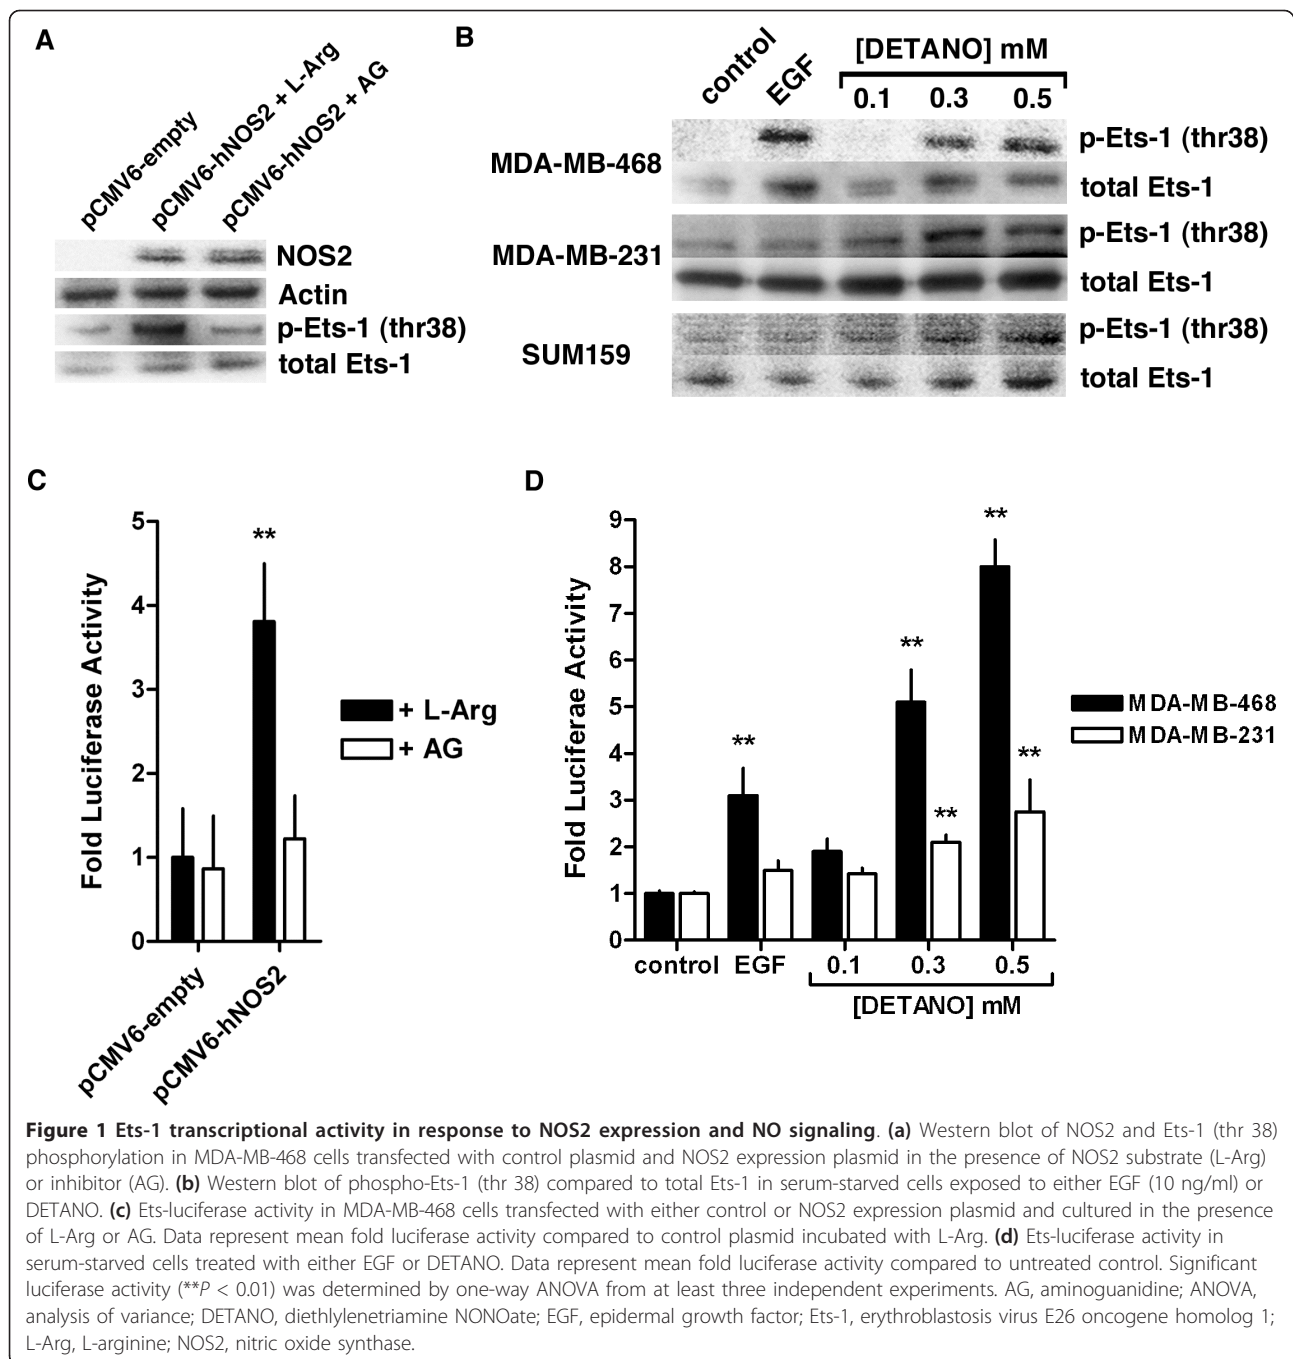 A
pCMV6-empty
pCMV6-hNOS2 + L-Arg
pCMV6-hNOS2 + AG
NOS2
Actin
p-Ets-1 (thr38)
total Ets-1
B
control
EGF
[DETANO] mM
0.1 0.3 0.5
MDA-MB-468
p-Ets-1 (thr38)
total Ets-1
MDA-MB-231
p-Ets-1 (thr38)
total Ets-1
SUM159
p-Ets-1 (thr38)
total Ets-1
C
Fold Luciferase Activity
5
4
3
2
1
0
**
+ L-Arg
+ AG
pCMV6-empty
pCMV6-hNOS2
D
Fold Luciferae Activity
9
8
7
6
5
4
3
2
1
0
**
**
**
**
**
MDA-MB-468
MDA-MB-231
control EGF 0.1 0.3 0.5
[DETANO] mM
Figure 1 Ets-1 transcriptional activity in response to NOS2 expression and NO signaling. (a) Western blot of NOS2 and Ets-1 (thr 38)
phosphorylation in MDA-MB-468 cells transfected with control plasmid and NOS2 expression plasmid in the presence of NOS2 substrate (L-Arg)
or inhibitor (AG). (b) Western blot of phospho-Ets-1 (thr 38) compared to total Ets-1 in serum-starved cells exposed to either EGF (10 ng/ml) or
DETANO. (c) Ets-luciferase activity in MDA-MB-468 cells transfected with either control or NOS2 expression plasmid and cultured in the presence
of L-Arg or AG. Data represent mean fold luciferase activity compared to control plasmid incubated with L-Arg. (d) Ets-luciferase activity in
serum-starved cells treated with either EGF or DETANO. Data represent mean fold luciferase activity compared to untreated control. Significant
luciferase activity (**P < 0.01) was determined by one-way ANOVA from at least three independent experiments. AG, aminoguanidine; ANOVA,
analysis of variance; DETANO, diethlylenetriamine NONOate; EGF, epidermal growth factor; Ets-1, erythroblastosis virus E26 oncogene homolog 1;
L-Arg, L-arginine; NOS2, nitric oxide synthase.